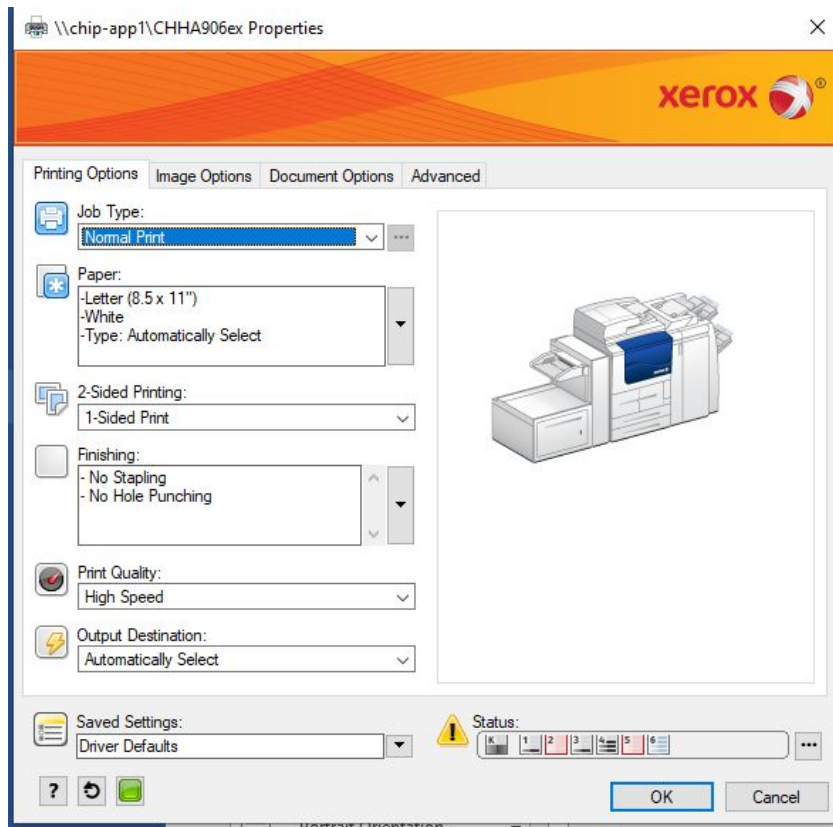 \\chip-app1\CHHA906ex Properties
xerox
Printing Options Image Options Document Options Advanced
Job Type:
Normal Print
Paper:
-Letter (8.5 x 11")
-White
-Type: Automatically Select
2-Sided Printing:
1-Sided Print
Finishing:
- No Stapling
- No Hole Punching
Print Quality:
High Speed
Output Destination:
Automatically Select
Saved Settings:
Driver Defaults
Status:
K 1 2 3 4 5 6
OK Cancel
Portrait Orientation